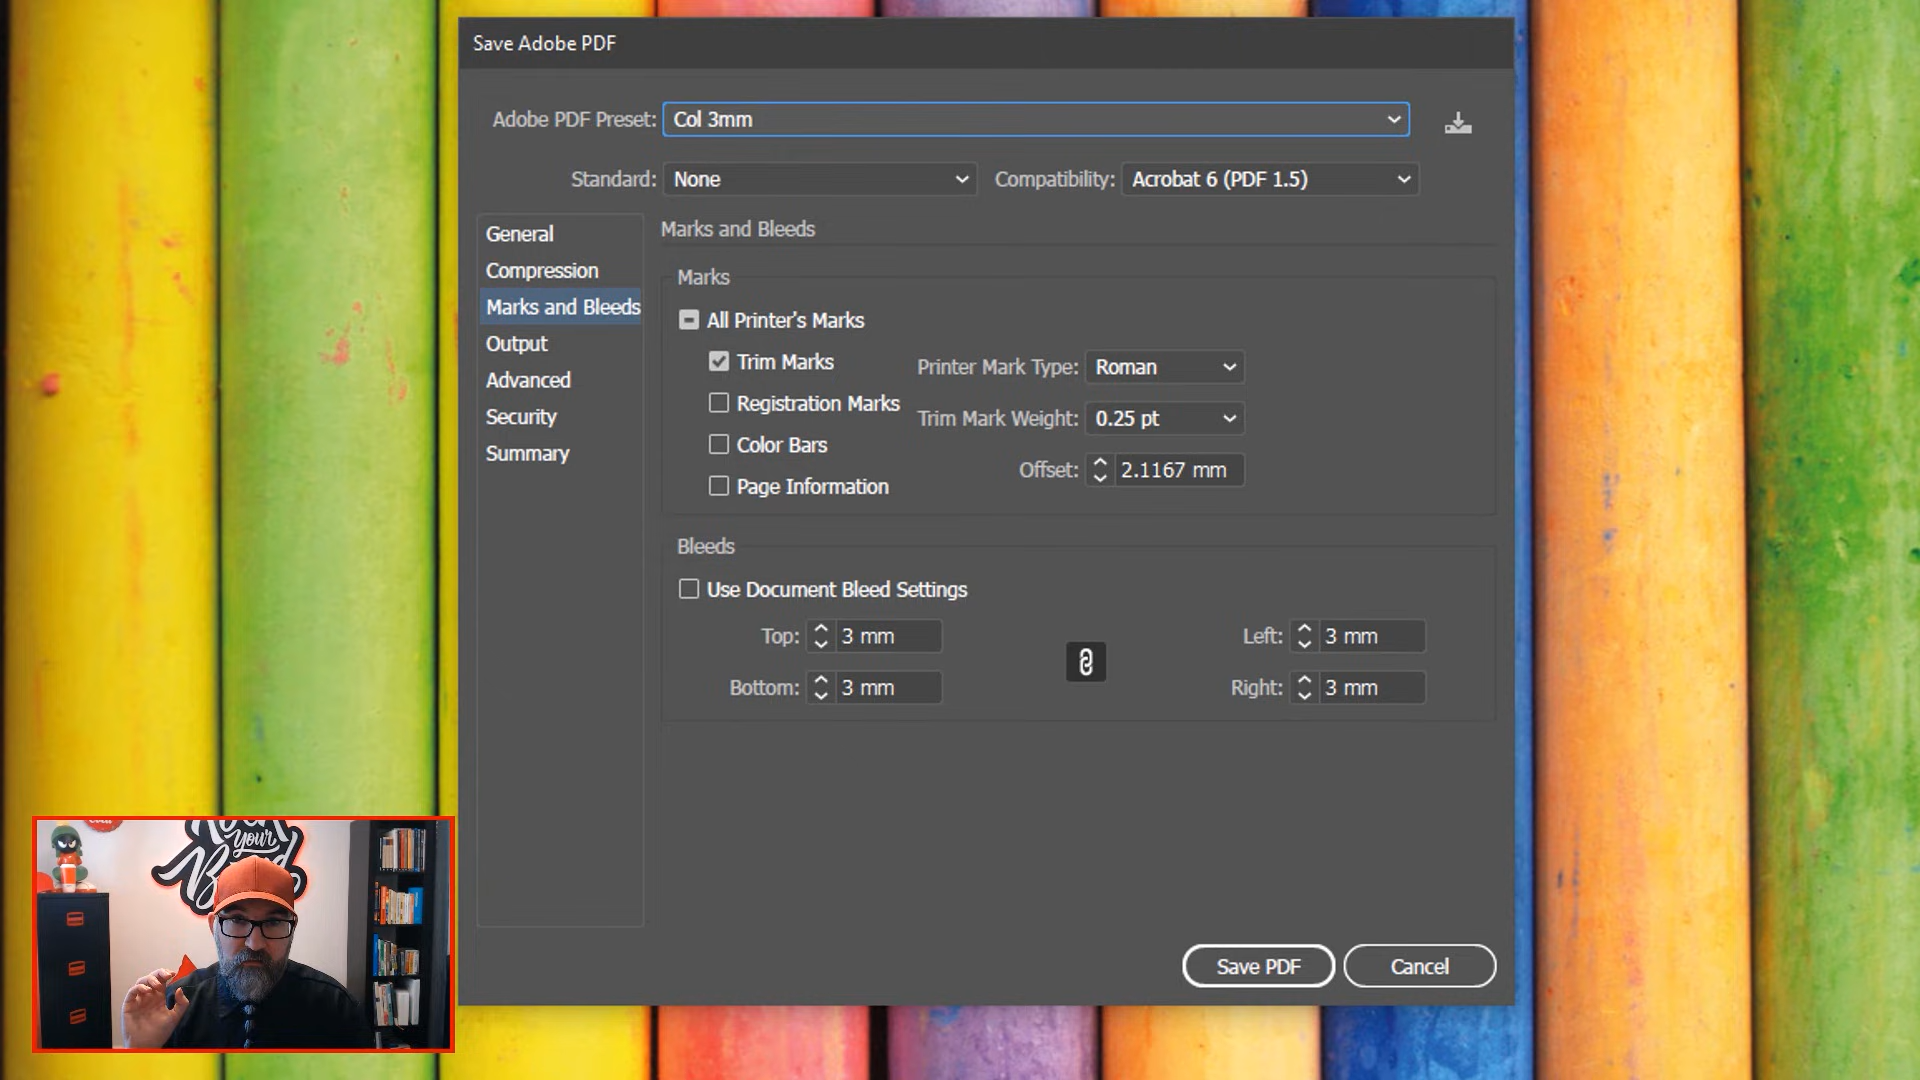 Save Adobe PDF
Adobe PDF Preset: Col 3mm
Standard: None Compatibility: Acrobat 6 (PDF 1.5)
General
Compression
Marks and Bleeds
Output
Advanced
Security
Summary
Marks and Bleeds
Marks
All Printer's Marks
Trim Marks
Registration Marks
Color Bars
Page Information
Printer Mark Type: Roman
Trim Mark Weight: 0.25 pt
Offset: 2.1167 mm
Bleeds
Use Document Bleed Settings
Top: 3 mm Left: 3 mm
Bottom: 3 mm Right: 3 mm
Save PDF Cancel
Rock
your